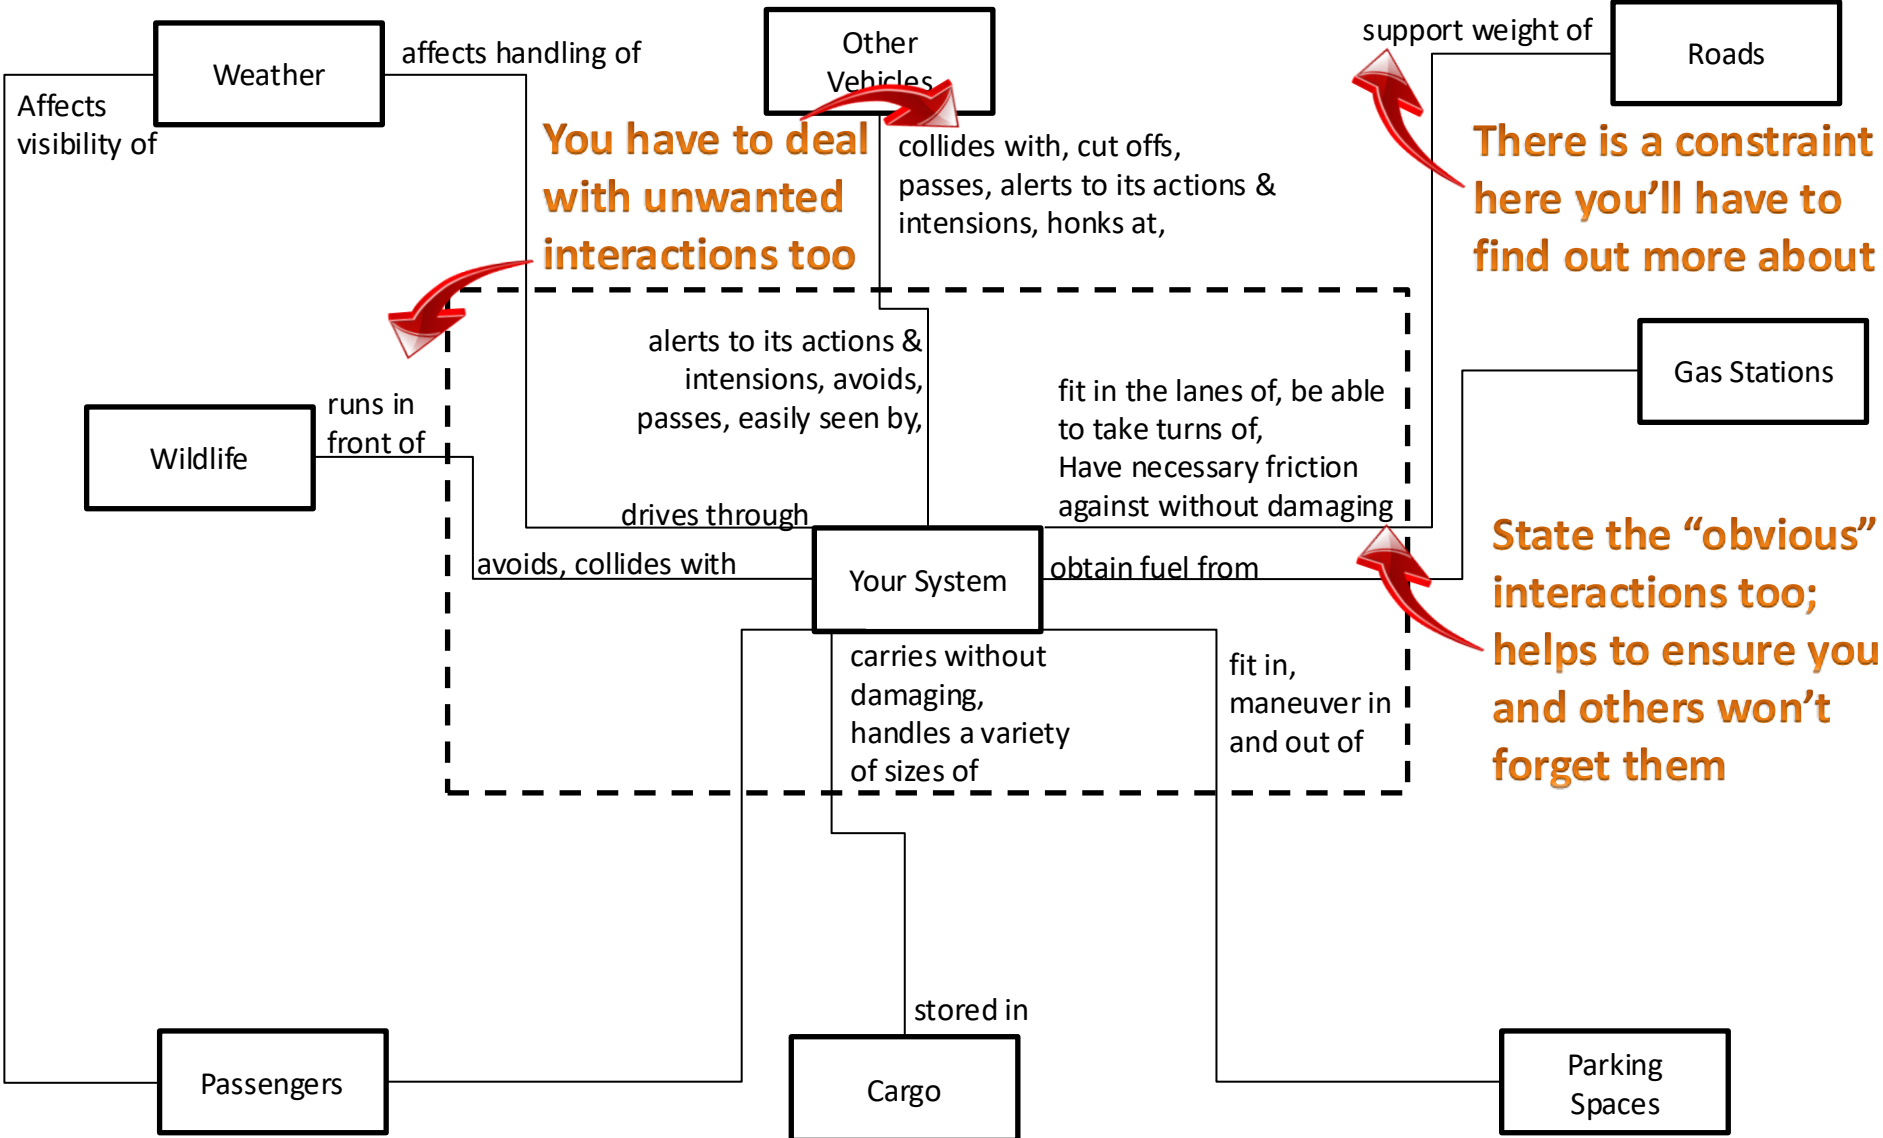 Weather
affects handling of
Other
Vehicles
support weight of
Roads
Affects
visibility of
You have to deal
with unwanted
interactions too
collides with, cut offs,
passes, alerts to its actions &
intensions, honks at,
There is a constraint
here you’ll have to
find out more about
alerts to its actions &
intensions, avoids,
passes, easily seen by,
fit in the lanes of, be able
to take turns of,
Have necessary friction
against without damaging
Gas Stations
runs in
front of
Wildlife
drives through
avoids, collides with
Your System
obtain fuel from
State the “obvious”
interactions too;
helps to ensure you
and others won’t
forget them
carries without
damaging,
handles a variety
of sizes of
fit in,
maneuver in
and out of
stored in
Passengers
Cargo
Parking
Spaces